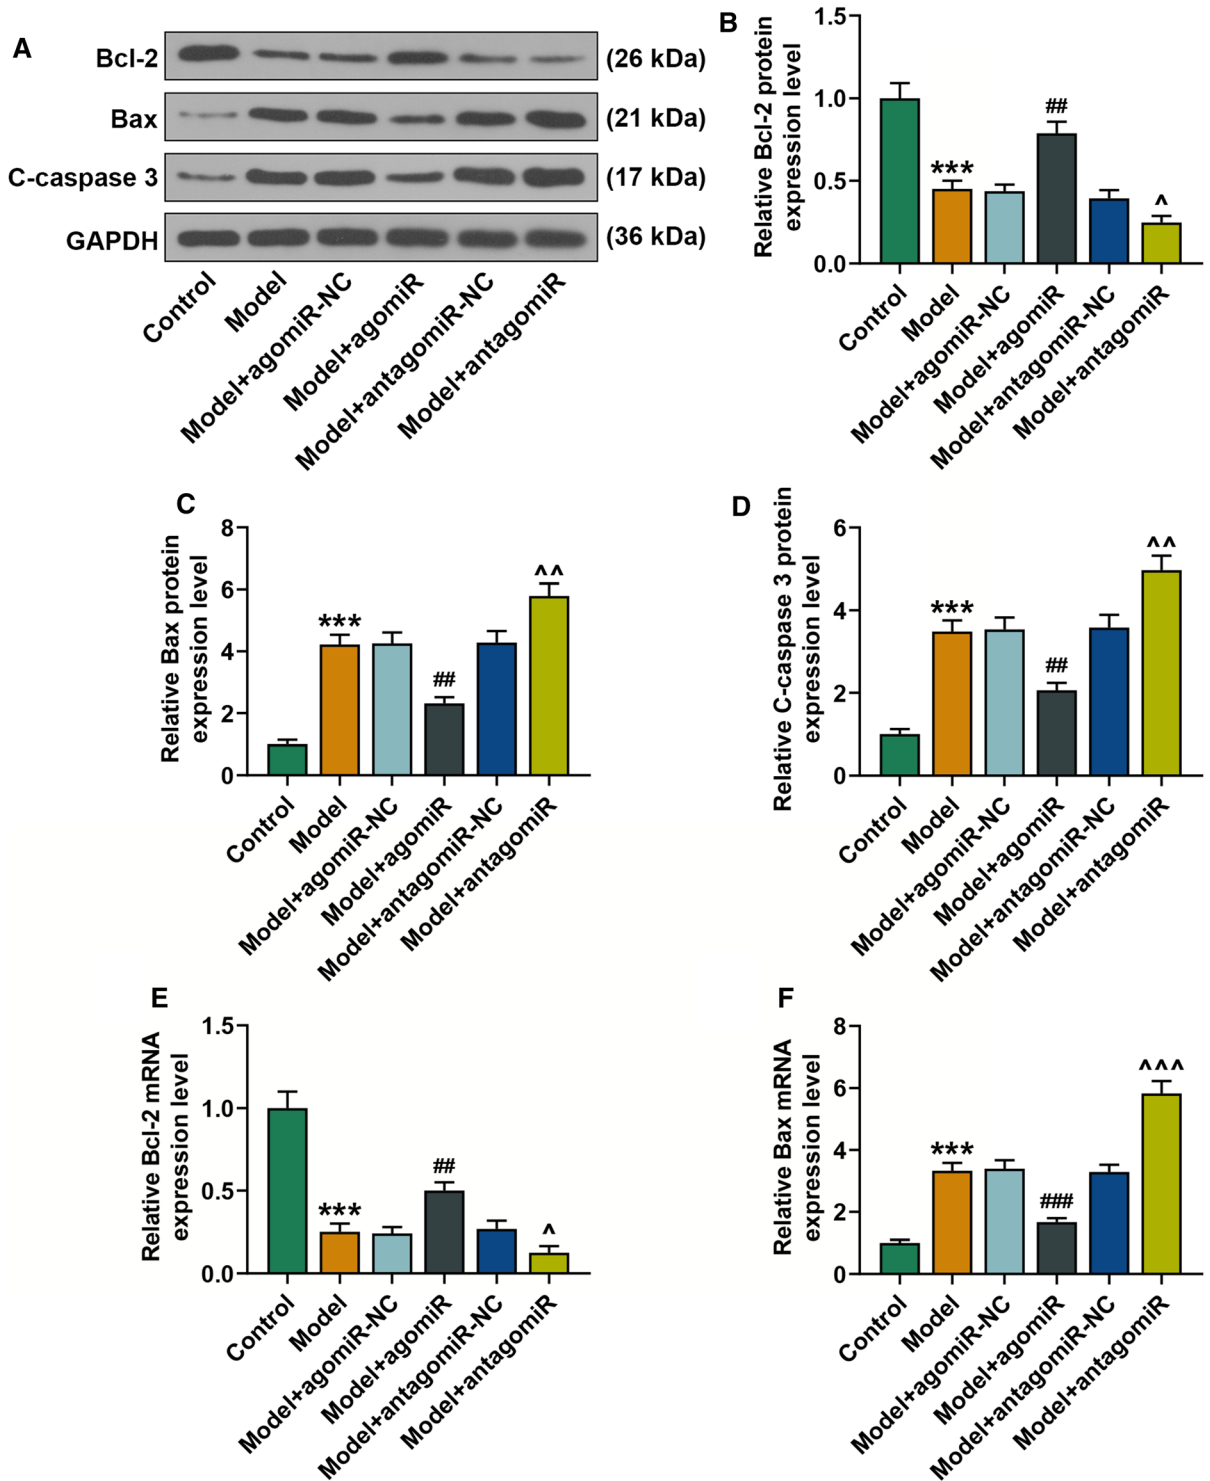 A
Bcl-2
(26 kDa)
Bax
(21 kDa)
C-caspase 3
(17 kDa)
GAPDH
(36 kDa)
Control
Model
Model+agomiR-NC
Model+agomiR
Model+antagomiR-NC
Model+antagomiR
B
Relative Bcl-2 protein
expression level
1.5
1.0
0.5
0.0
***
##
^
Control
Model
Model+agomiR-NC
Model+agomiR
Model+antagomiR-NC
Model+antagomiR
C
Relative Bax protein
expression level
8
6
4
2
0
***
##
^^
Control
Model
Model+agomiR-NC
Model+agomiR
Model+antagomiR-NC
Model+antagomiR
D
Relative C-caspase 3 protein
expression level
6
4
2
0
***
##
^^
Control
Model
Model+agomiR-NC
Model+agomiR
Model+antagomiR-NC
Model+antagomiR
E
Relative Bcl-2 mRNA
expression level
1.5
1.0
0.5
0.0
***
##
^
Control
Model
Model+agomiR-NC
Model+agomiR
Model+antagomiR-NC
Model+antagomiR
F
Relative Bax mRNA
expression level
8
6
4
2
0
***
###
^^^
Control
Model
Model+agomiR-NC
Model+agomiR
Model+antagomiR-NC
Model+antagomiR